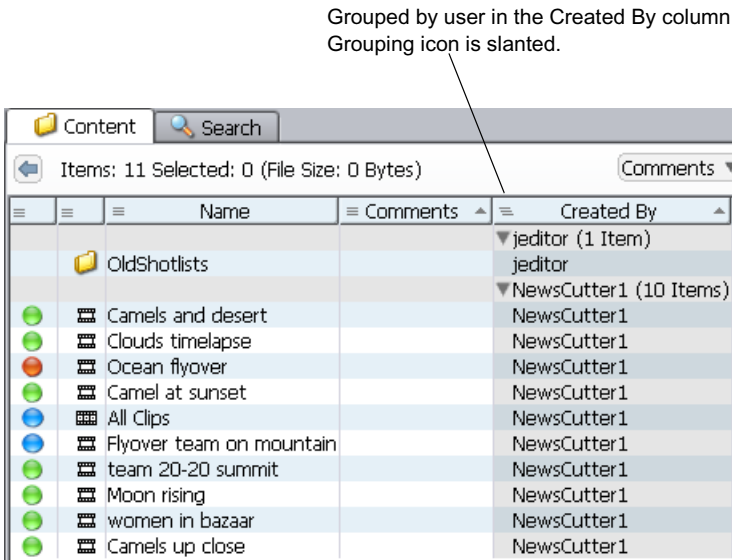 Grouped by user in the Created By column
Grouping icon is slanted.
Content Search
Items: 11 Selected: 0 (File Size: 0 Bytes) Comments
Name Comments Created By
jeditor (1 Item)
OldShotlists jeditor
NewsCutter1 (10 Items)
Camels and desert NewsCutter1
Clouds timelapse NewsCutter1
Ocean flyover NewsCutter1
Camel at sunset NewsCutter1
All Clips NewsCutter1
Flyover team on mountain NewsCutter1
team 20-20 summit NewsCutter1
Moon rising NewsCutter1
women in bazaar NewsCutter1
Camels up close NewsCutter1